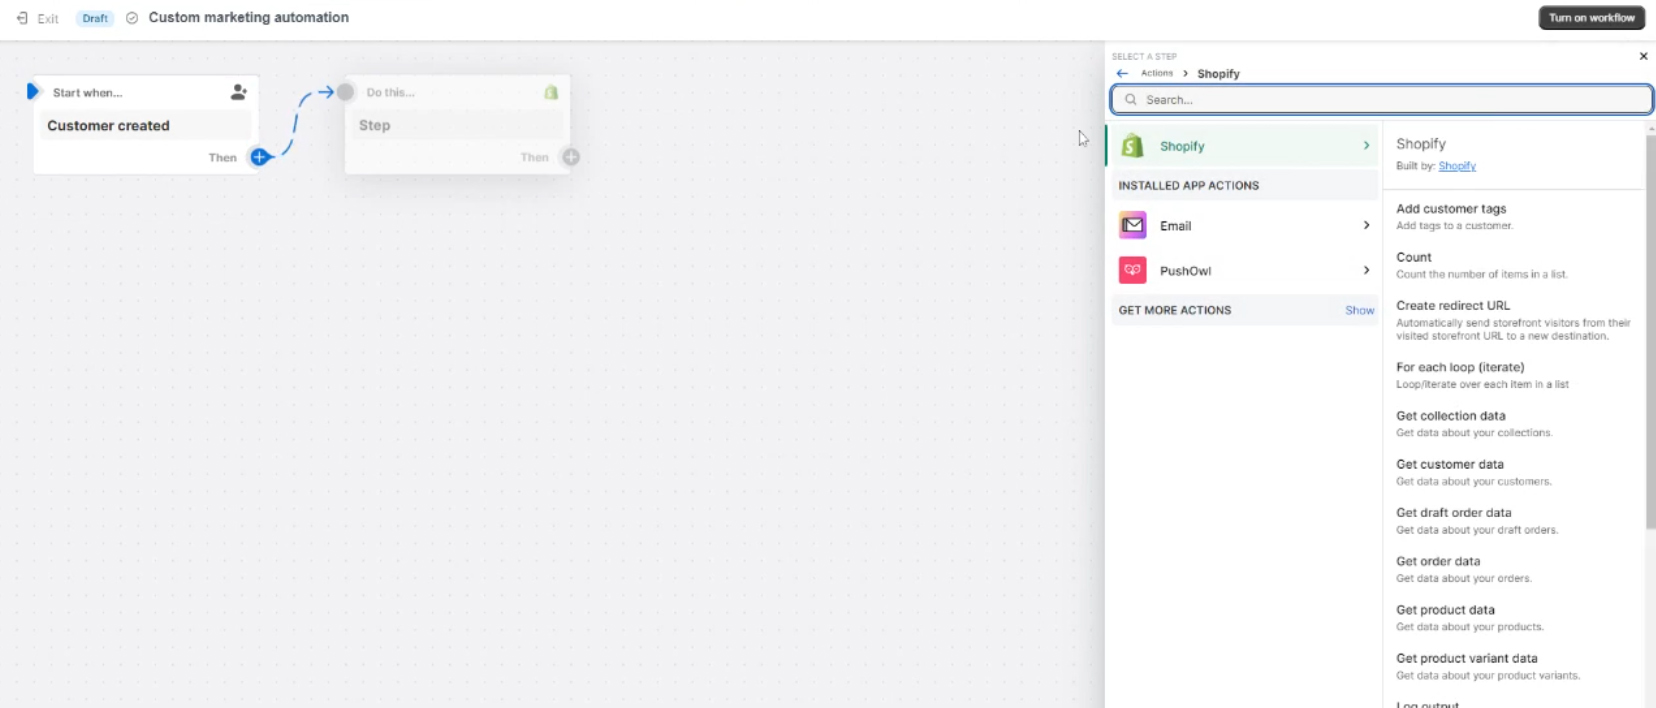 Exit Draft Custom marketing automation
Turn on workflow
Start when...
Customer created
Then
Do this...
Step
Then
SELECT A STEP
Actions > Shopify
Search...
Shopify
INSTALLED APP ACTIONS
Email
PushOwl
GET MORE ACTIONS Show
Shopify
Built by: Shopify
Add customer tags
Add tags to a customer.
Count
Count the number of items in a list.
Create redirect URL
Automatically send storefront visitors from their
visited storefront URL to a new destination.
For each loop (iterate)
Loop/iterate over each item in a list
Get collection data
Get data about your collections.
Get customer data
Get data about your customers.
Get draft order data
Get data about your draft orders.
Get order data
Get data about your orders.
Get product data
Get data about your products.
Get product variant data
Get data about your product variants.
Log output